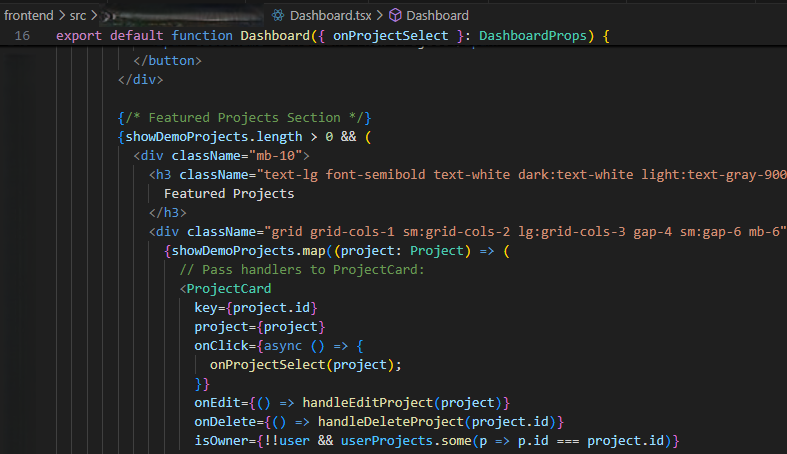 frontend > src > Dashboard.tsx > Dashboard
16 export default function Dashboard({ onProjectSelect }: DashboardProps) {
</button>
</div>
{/* Featured Projects Section */}
{showDemoProjects.length > 0 && (
<div className="mb-10">
<h3 className="text-lg font-semibold text-white dark:text-white light:text-gray-900
Featured Projects
</h3>
<div className="grid grid-cols-1 sm:grid-cols-2 lg:grid-cols-3 gap-4 sm:gap-6 mb-6"
{showDemoProjects.map((project: Project) => (
// Pass handlers to ProjectCard:
<ProjectCard
key={project.id}
project={project}
onClick={async () => {
onProjectSelect(project);
}}
onEdit={() => handleEditProject(project)}
onDelete={() => handleDeleteProject(project.id)}
isOwner={!!user && userProjects.some(p => p.id === project.id)}